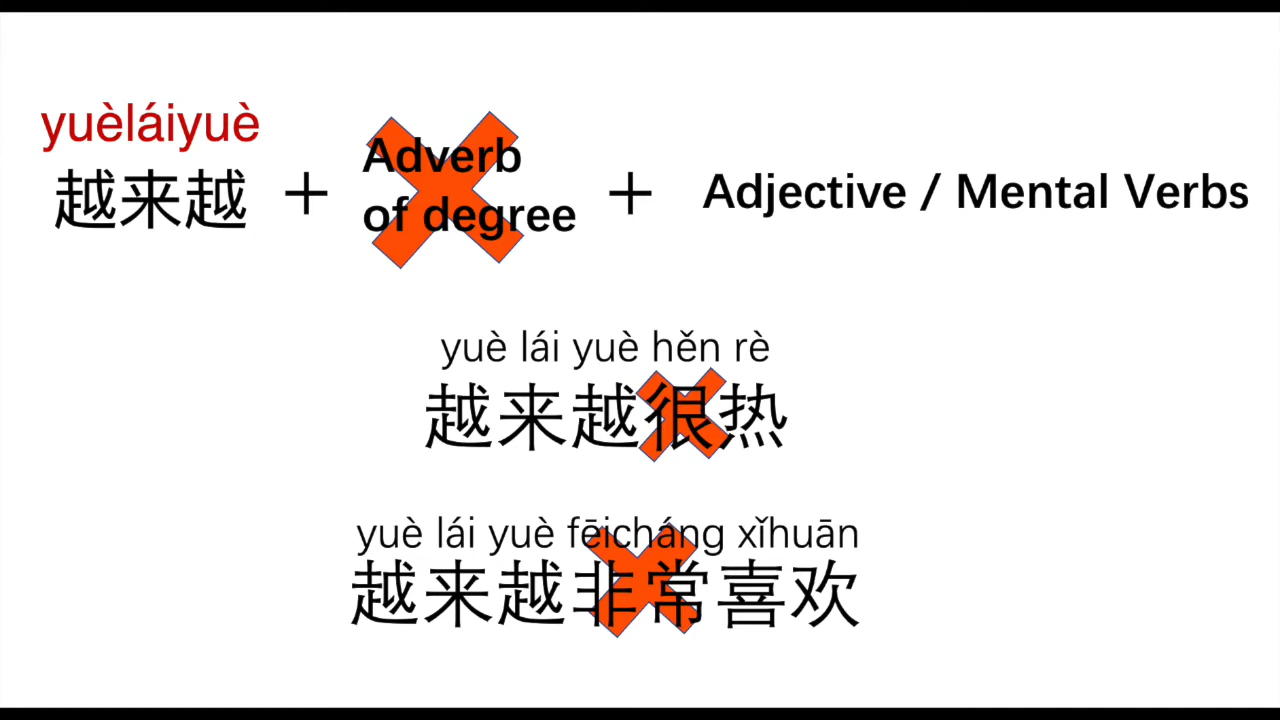 yuèláiyuè
越来越 + Adverb of degree + Adjective / Mental Verbs
yuè lái yuè hěn rè
越来越很热
yuè lái yuè fēicháng xǐhuān
越来越非常喜欢